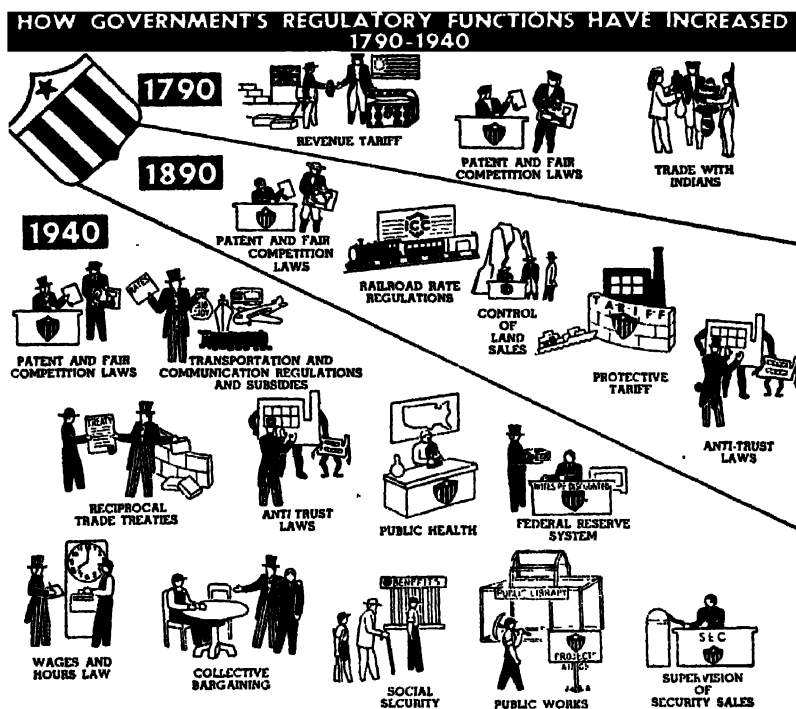 HOW GOVERNMENT'S REGULATORY FUNCTIONS HAVE INCREASED
1790-1940
1790
REVENUE TARIFF
PATENT AND FAIR
COMPETITION LAWS
TRADE WITH
INDIANS
1890
PATENT AND FAIR
COMPETITION
LAWS
ICC
RAILROAD RATE
REGULATIONS
CONTROL
OF
LAND
SALES
TARIFF
PROTECTIVE
TARIFF
ANTI-TRUST
LAWS
1940
PATENT AND FAIR
COMPETITION LAWS
RATES
TRANSPORTATION AND
COMMUNICATION REGULATIONS
AND SUBSIDIES
TREATY
RECIPROCAL
TRADE TREATIES
ANTI TRUST
LAWS
PUBLIC HEALTH
FEDERAL RESERVE
SYSTEM
WAGES AND
HOURS LAW
COLLECTIVE
BARGAINING
BENEFITS
SOCIAL
SECURITY
PUBLIC LIBRARY
PROJECT
PUBLIC WORKS
SEC
SUPERVISION
OF
SECURITY SALES